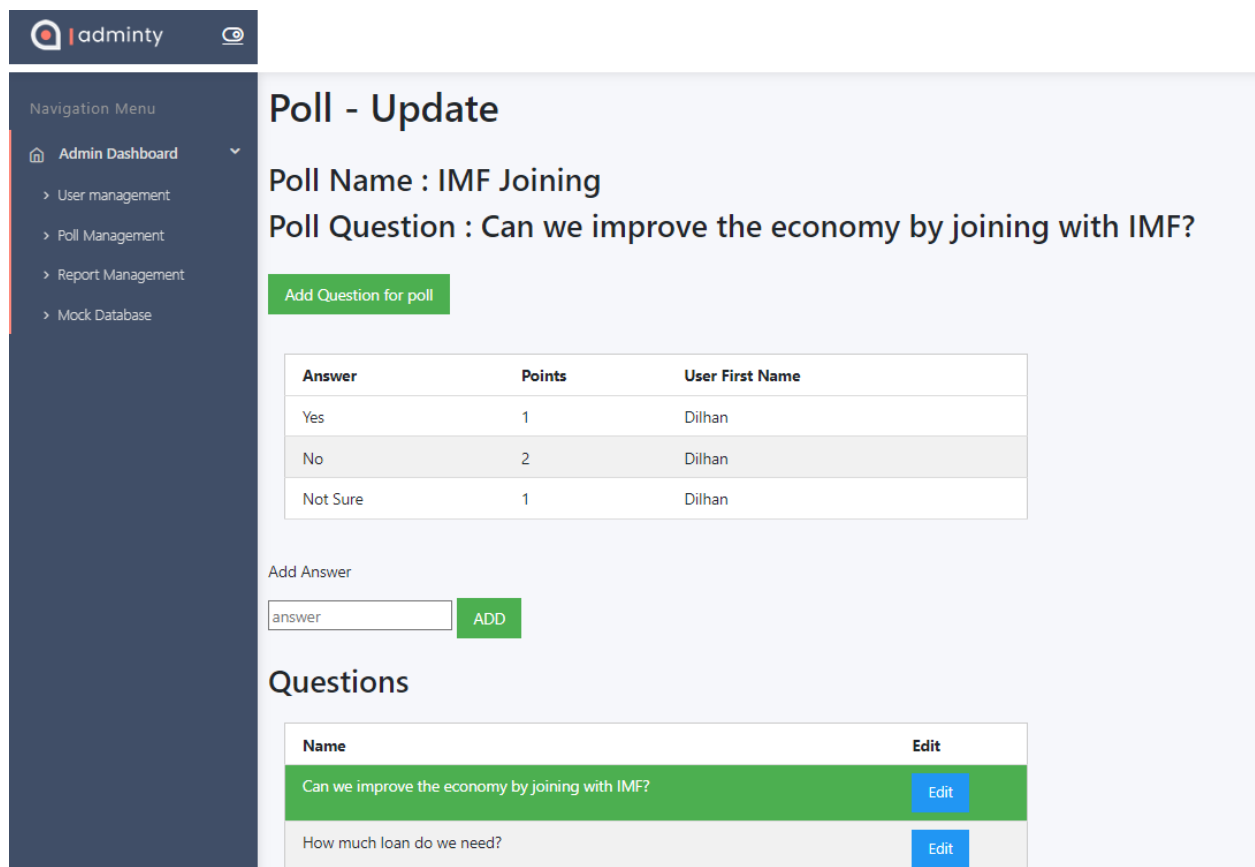 adminty
Navigation Menu
Admin Dashboard
User management
Poll Management
Report Management
Mock Database
Poll - Update
Poll Name : IMF Joining
Poll Question : Can we improve the economy by joining with IMF?
Add Question for poll
Answer Points User First Name
Yes 1 Dilhan
No 2 Dilhan
Not Sure 1 Dilhan
Add Answer
answer ADD
Questions
Name Edit
Can we improve the economy by joining with IMF? Edit
How much loan do we need? Edit